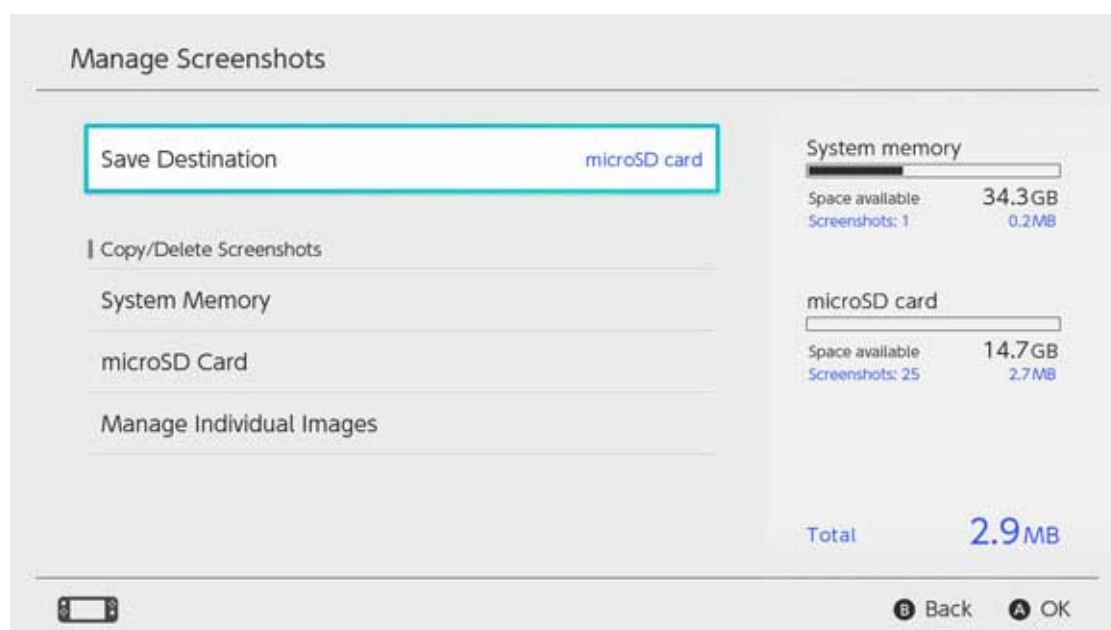 Manage Screenshots
Save Destination microSD card
Copy/Delete Screenshots
System Memory
microSD Card
Manage Individual Images
System memory
Space available 34.3GB
Screenshots: 1 0.2MB
microSD card
Space available 14.7GB
Screenshots: 25 2.7MB
Total 2.9MB
B Back A OK